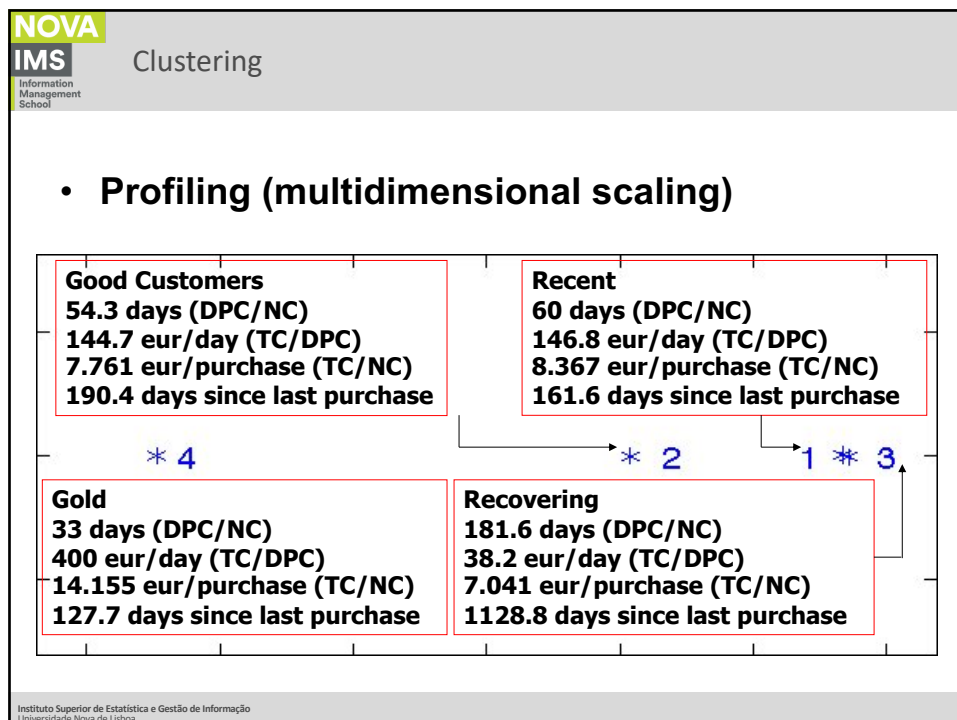 NOVA
IMS
Information
Management
School
Clustering
• Profiling (multidimensional scaling)
Good Customers
54.3 days (DPC/NC)
144.7 eur/day (TC/DPC)
7.761 eur/purchase (TC/NC)
190.4 days since last purchase
Recent
60 days (DPC/NC)
146.8 eur/day (TC/DPC)
8.367 eur/purchase (TC/NC)
161.6 days since last purchase
* 4 * 2 1 ** 3
Gold
33 days (DPC/NC)
400 eur/day (TC/DPC)
14.155 eur/purchase (TC/NC)
127.7 days since last purchase
Recovering
181.6 days (DPC/NC)
38.2 eur/day (TC/DPC)
7.041 eur/purchase (TC/NC)
1128.8 days since last purchase
Instituto Superior de Estatística e Gestão de Informação
Universidade Nova de Lisboa